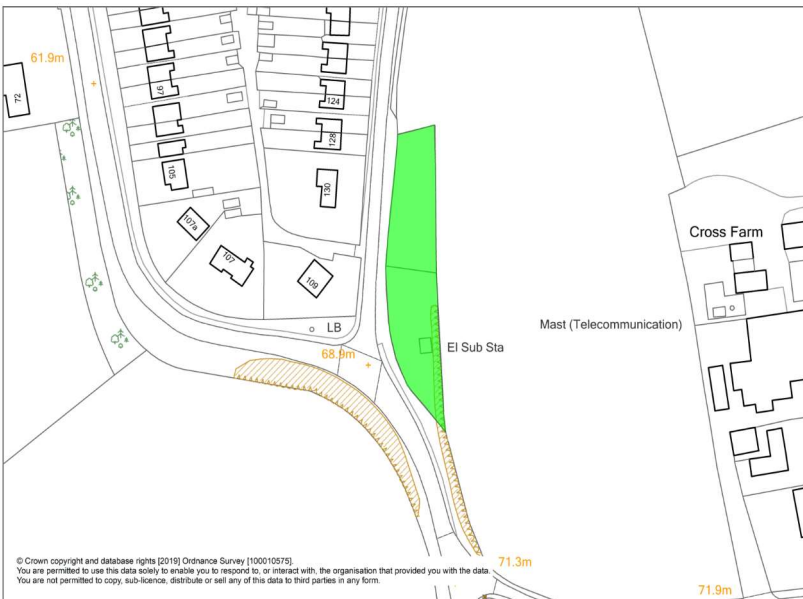 61.9m
72
97
124
128
105
130
107a
107
109
LB
68.9m
El Sub Sta
Cross Farm
Mast (Telecommunication)
71.3m
71.9m
© Crown copyright and database rights [2019] Ordnance Survey [100010575].
You are permitted to use this data solely to enable you to respond to, or interact with, the organisation that provided you with the data.
You are not permitted to copy, sub-licence, distribute or sell any of this data to third parties in any form.